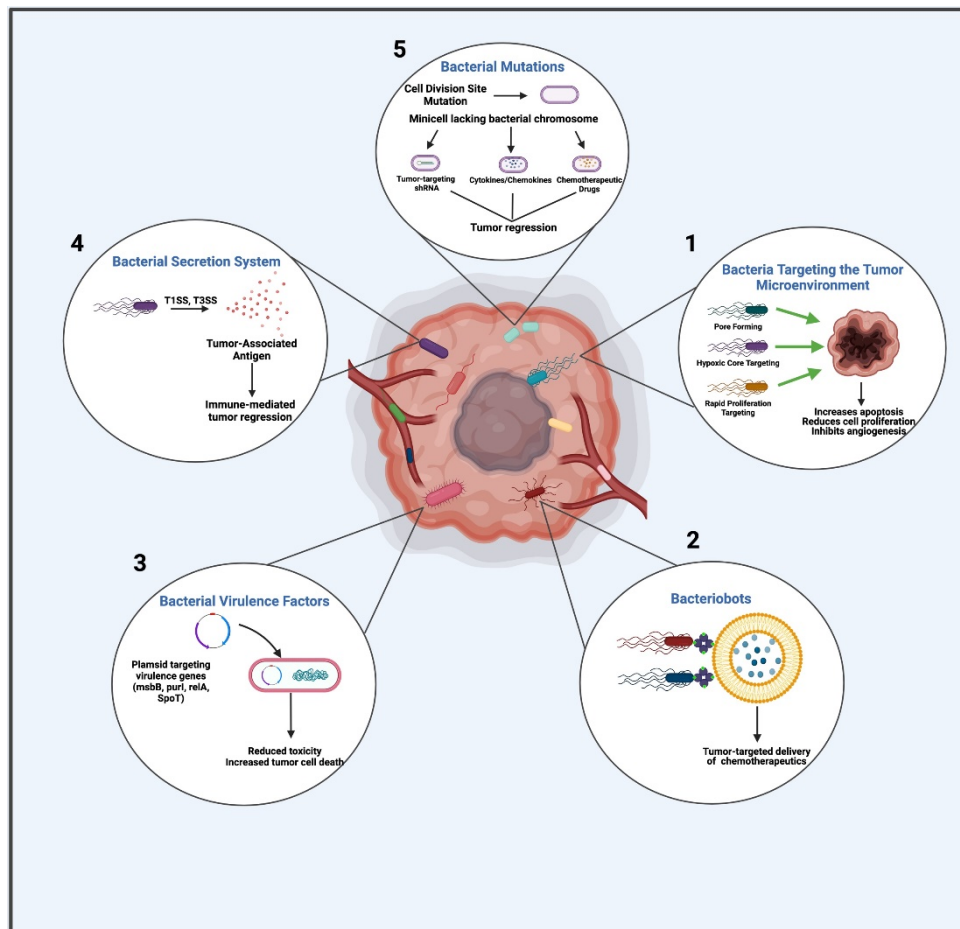 5
Bacterial Mutations
Cell Division Site
Mutation
Minicell lacking bacterial chromosome
Tumor-targeting
shRNA
Cytokines/Chemokines
Chemotherapeutic
Drugs
Tumor regression
4
Bacterial Secretion System
T1SS, T3SS
Tumor-Associated
Antigen
Immune-mediated
tumor regression
1
Bacteria Targeting the Tumor
Microenvironment
Pore Forming
Hypoxic Core Targeting
Rapid Proliferation
Targeting
Increases apoptosis
Reduces cell proliferation
Inhibits angiogenesis
3
Bacterial Virulence Factors
Plamsid targeting
virulence genes
(msbB, purI, relA,
SpoT)
Reduced toxicity
Increased tumor cell death
2
Bacteriobots
Tumor-targeted delivery
of chemotherapeutics